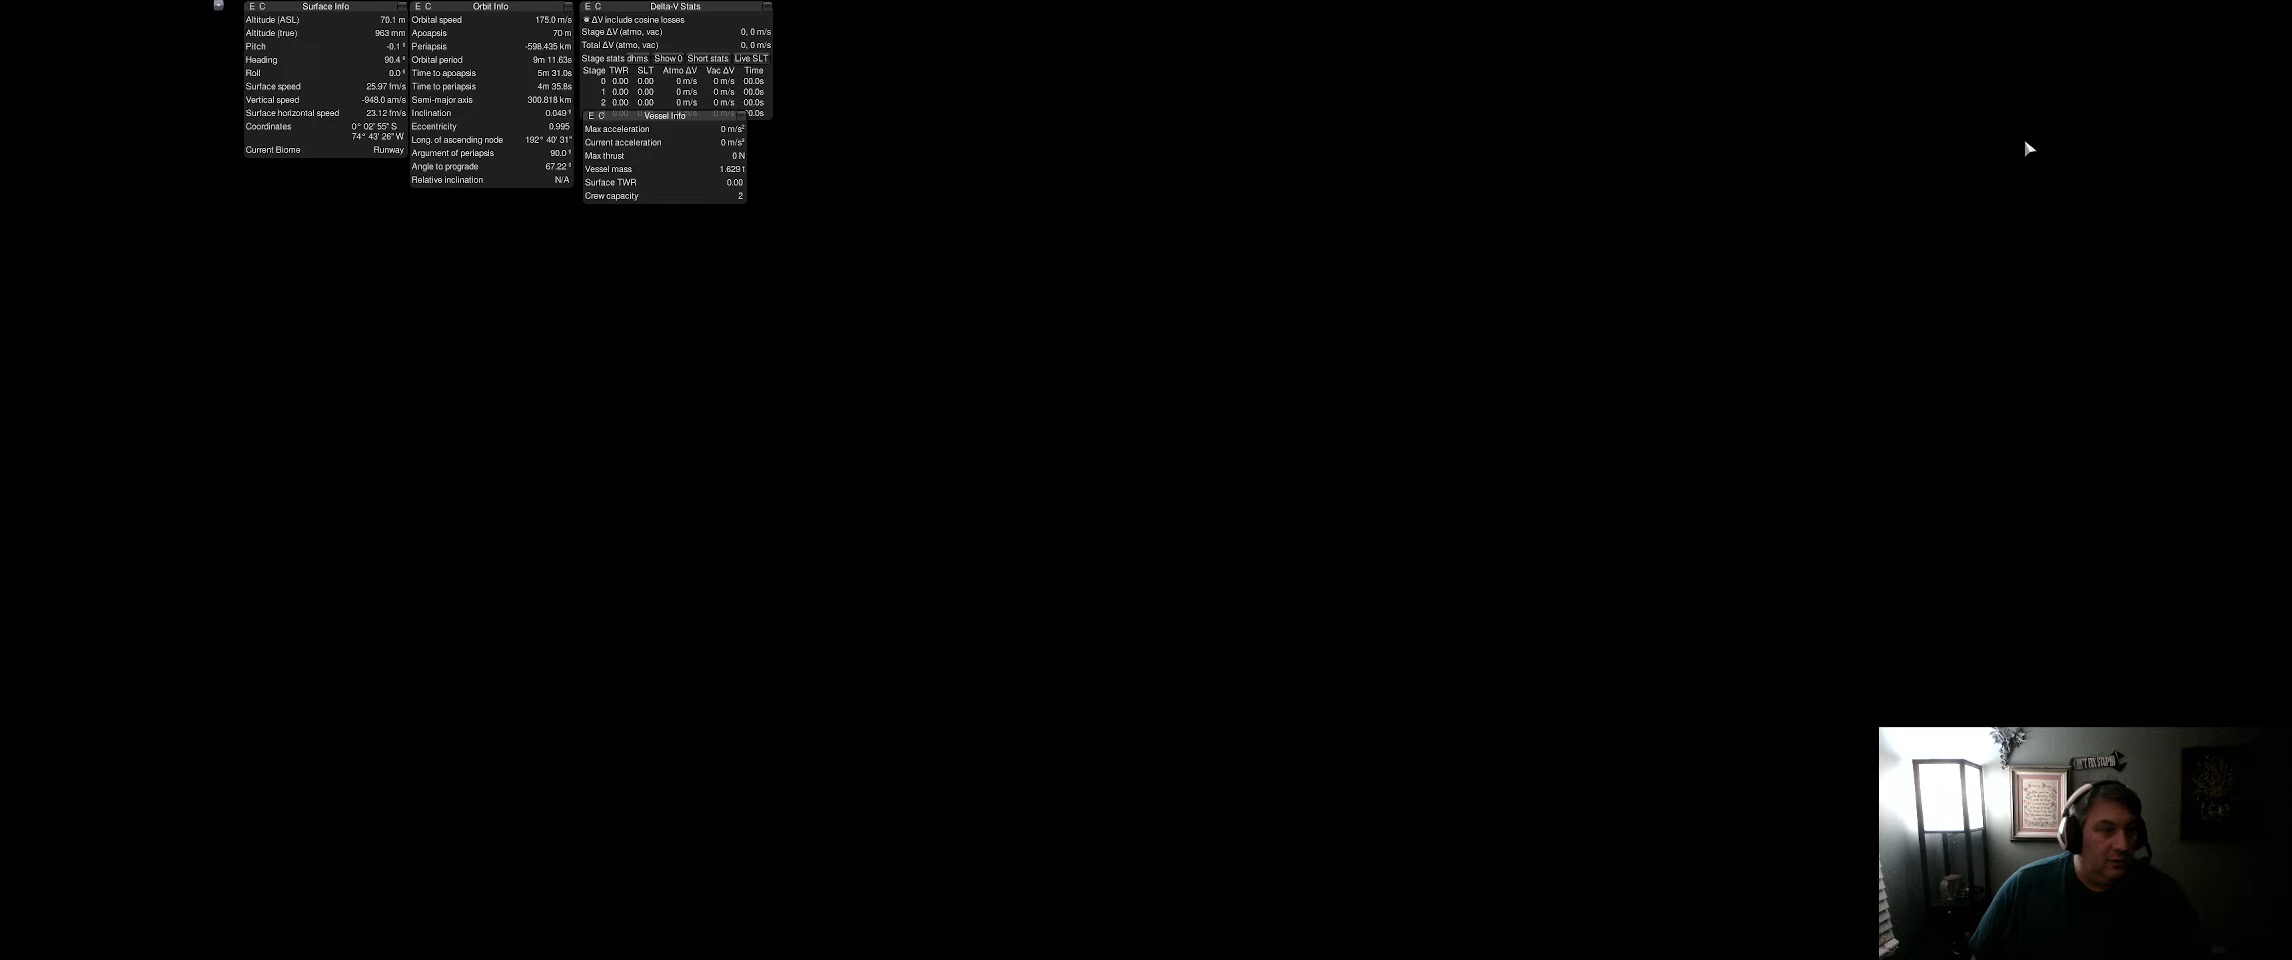 E C Surface Info
Altitude (ASL) 70.1 m
Altitude (true) 963 mm
Pitch -0.1 º
Heading 90.4 º
Roll 0.0 º
Surface speed 25.97 fm/s
Vertical speed -948.0 am/s
Surface horizontal speed 23.12 fm/s
Coordinates 0° 02' 55" S
74° 43' 26" W
Current Biome Runway
E C Orbit Info
Orbital speed 175.0 m/s
Apoapsis 70 m
Periapsis -598.435 km
Orbital period 9m 11.63s
Time to apoapsis 5m 31.0s
Time to periapsis 4m 35.8s
Semi-major axis 300.818 km
Inclination 0.049 º
Eccentricity 0.995
Long. of ascending node 192° 40' 31"
Argument of periapsis 90.0 º
Angle to prograde 67.22 º
Relative inclination N/A
E C Delta-V Stats
ΔV include cosine losses
Stage ΔV (atmo, vac) 0, 0 m/s
Total ΔV (atmo, vac) 0, 0 m/s
Stage stats dhms Show 0 Short stats Live SLT
Stage TWR SLT Atmo ΔV Vac ΔV Time
0 0.00 0.00 0 m/s 0 m/s 00.0s
1 0.00 0.00 0 m/s 0 m/s 00.0s
2 0.00 0.00 0 m/s 0 m/s 00.0s
E C Vessel Info
Max acceleration 0 m/s²
Current acceleration 0 m/s²
Max thrust 0 N
Vessel mass 1.629 t
Surface TWR 0.00
Crew capacity 2